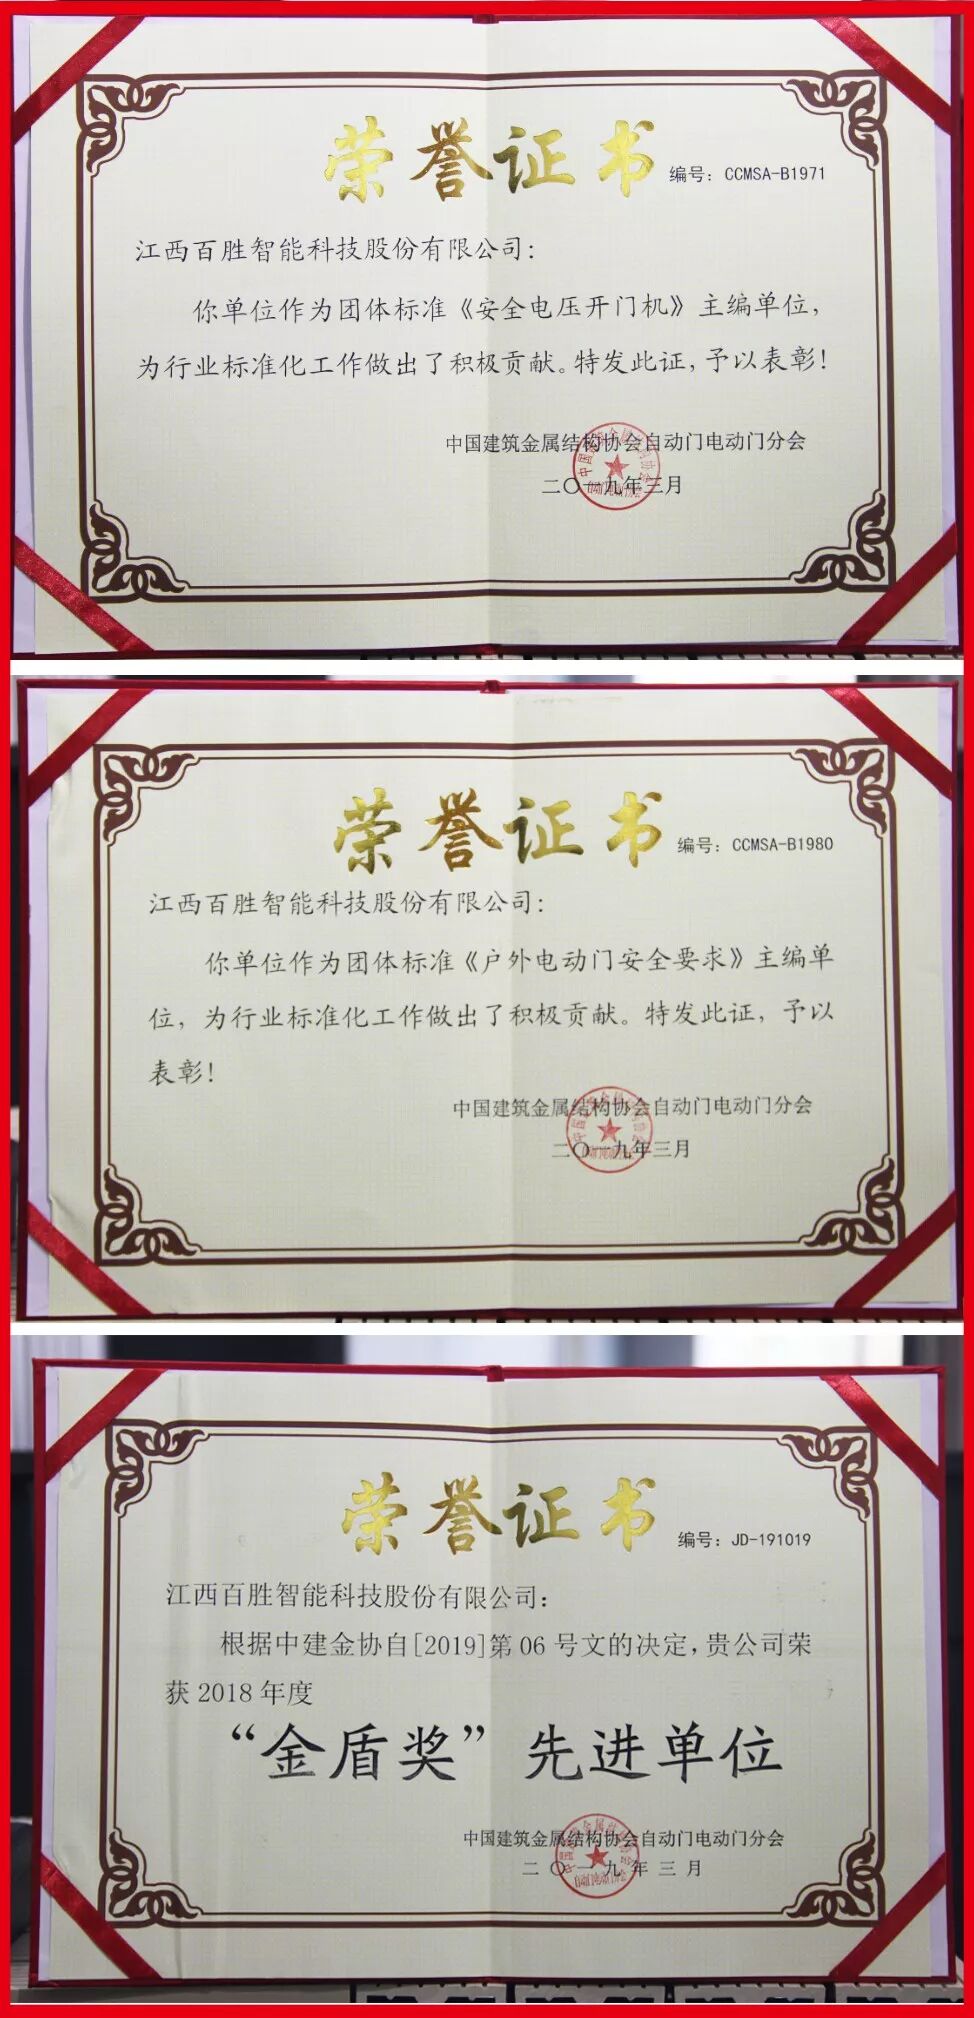 荣誉证书
编号：CCMSA-B1971
江西百胜智能科技股份有限公司：
你单位作为团体标准《安全电压开门机》主编单位，
为行业标准化工作做出了积极贡献。特发此证，予以表彰！
中国建筑金属结构协会自动门电动门分会
二〇一九年三月
荣誉证书
编号：CCMSA-B1980
江西百胜智能科技股份有限公司：
你单位作为团体标准《户外电动门安全要求》主编单
位，为行业标准化工作做出了积极贡献。特发此证，予以
表彰！
中国建筑金属结构协会自动门电动门分会
二〇一九年三月
荣誉证书
编号：JD-191019
江西百胜智能科技股份有限公司：
根据中建金协自[2019]第 06 号文的决定，贵公司荣
获 2018 年度
“金盾奖”先进单位
中国建筑金属结构协会自动门电动门分会
二〇一九年三月